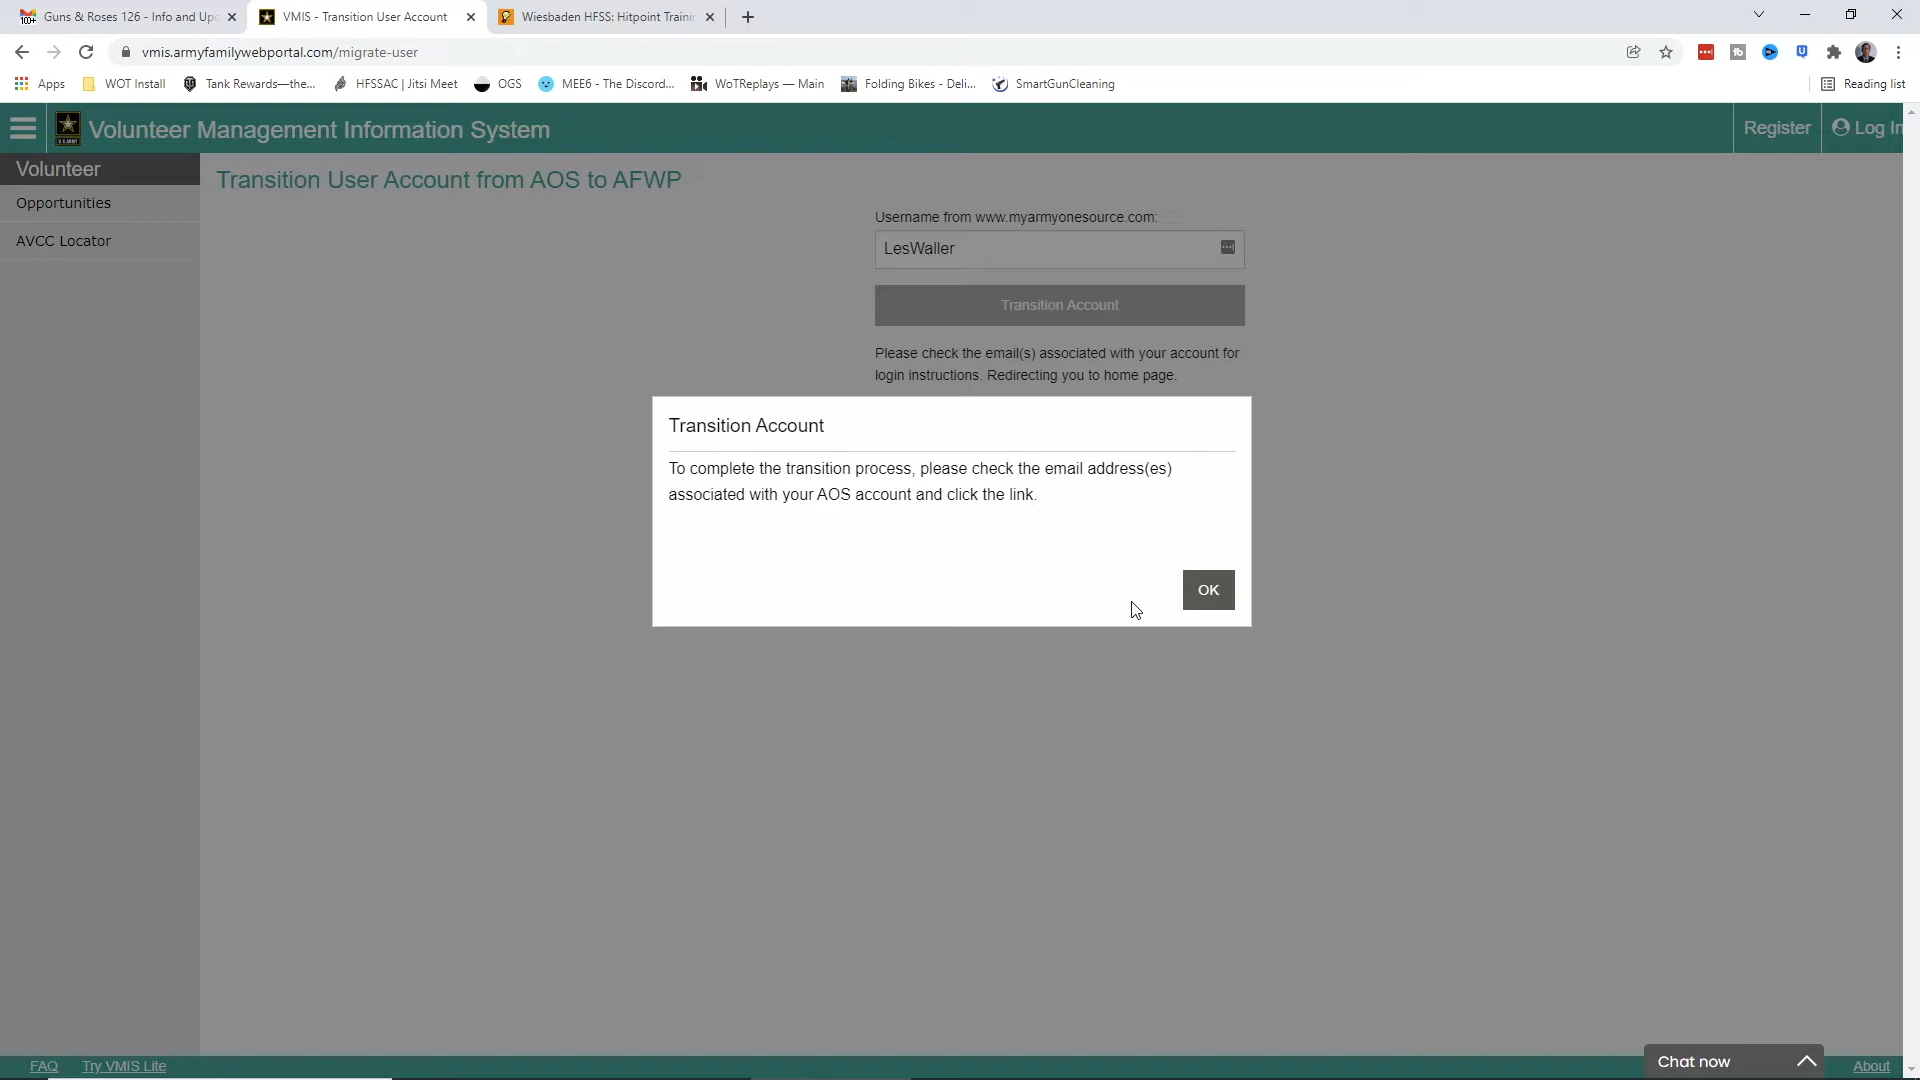 Guns & Roses 126 - Info and Up
VMIS - Transition User Account
Wiesbaden HFSS: Hitpoint Traini
vmis.armyfamilywebportal.com/migrate-user
Apps
WOT Install
Tank Rewards—the...
HFSSAC | Jitsi Meet
OGS
MEE6 - The Discord...
WoTReplays — Main
Folding Bikes - Deli...
SmartGunCleaning
Reading list
Volunteer Management Information System
Register
Log In
Volunteer
Opportunities
AVCC Locator
Transition User Account from AOS to AFWP
Username from www.myarmyonesource.com:
LesWaller
Transition Account
Please check the email(s) associated with your account for
login instructions. Redirecting you to home page.
Transition Account
To complete the transition process, please check the email address(es)
associated with your AOS account and click the link.
OK
FAQ
Try VMIS Lite
Chat now
About